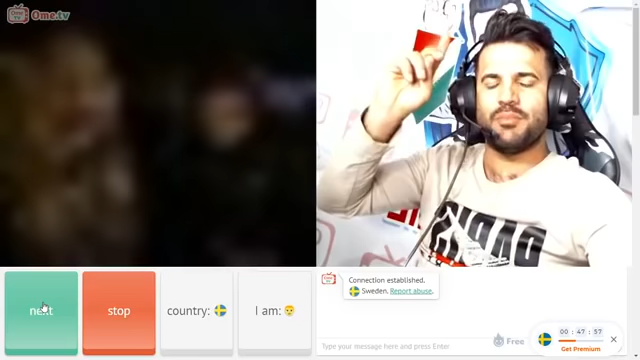 Ome.tv
next
stop
country:
I am:
Connection established.
Sweden. Report abuse.
Type your message here and press Enter.
Free
00 : 47 : 57
Get Premium